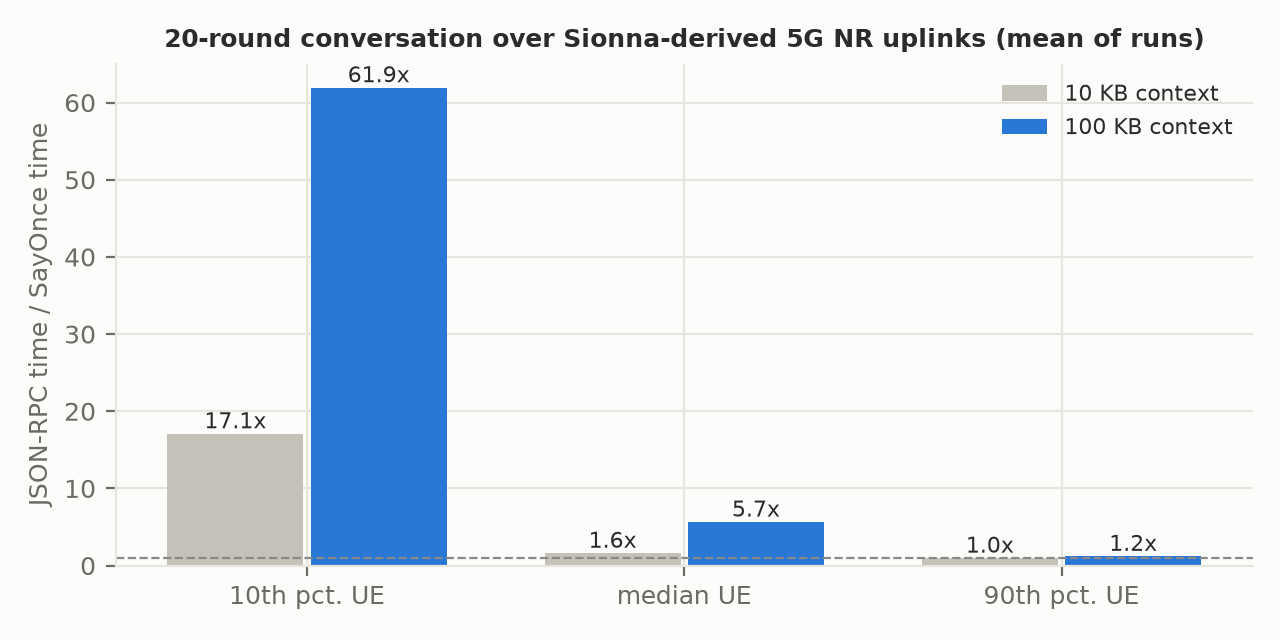 20-round conversation over Sionna-derived 5G NR uplinks (mean of runs)
JSON-RPC time / SayOnce time
60
50
40
30
20
10
0
61.9x
17.1x
1.6x
5.7x
1.0x
1.2x
10 KB context
100 KB context
10th pct. UE
median UE
90th pct. UE